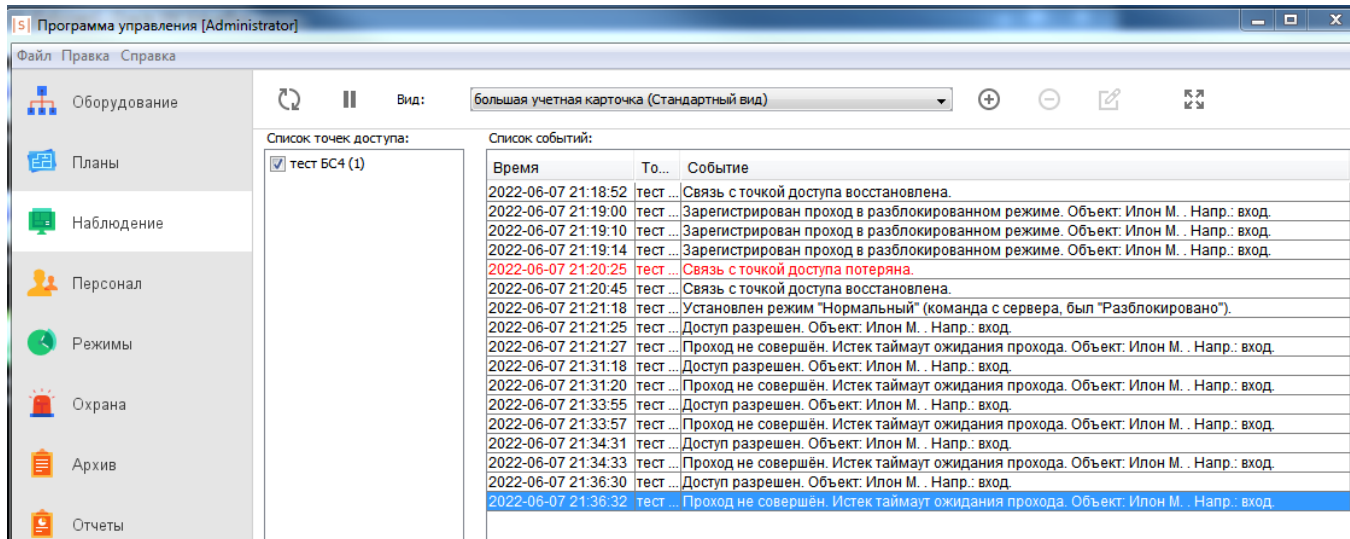 |S| Программа управления [Administrator]
Файл Правка Справка
Оборудование
Планы
Наблюдение
Персонал
Режимы
Охрана
Архив
Отчеты
Вид: большая учетная карточка (Стандартный вид)
Список точек доступа:
тест БС4 (1)
Список событий:
Время То... Событие
2022-06-07 21:18:52 тест ... Связь с точкой доступа восстановлена.
2022-06-07 21:19:00 тест ... Зарегистрирован проход в разблокированном режиме. Объект: Илон М. . Напр.: вход.
2022-06-07 21:19:10 тест ... Зарегистрирован проход в разблокированном режиме. Объект: Илон М. . Напр.: вход.
2022-06-07 21:19:14 тест ... Зарегистрирован проход в разблокированном режиме. Объект: Илон М. . Напр.: вход.
2022-06-07 21:20:25 тест ... Связь с точкой доступа потеряна.
2022-06-07 21:20:45 тест ... Связь с точкой доступа восстановлена.
2022-06-07 21:21:18 тест ... Установлен режим "Нормальный" (команда с сервера, был "Разблокировано").
2022-06-07 21:21:25 тест ... Доступ разрешен. Объект: Илон М. . Напр.: вход.
2022-06-07 21:21:27 тест ... Проход не совершён. Истек таймаут ожидания прохода. Объект: Илон М. . Напр.: вход.
2022-06-07 21:31:18 тест ... Доступ разрешен. Объект: Илон М. . Напр.: вход.
2022-06-07 21:31:20 тест ... Проход не совершён. Истек таймаут ожидания прохода. Объект: Илон М. . Напр.: вход.
2022-06-07 21:33:55 тест ... Доступ разрешен. Объект: Илон М. . Напр.: вход.
2022-06-07 21:33:57 тест ... Проход не совершён. Истек таймаут ожидания прохода. Объект: Илон М. . Напр.: вход.
2022-06-07 21:34:31 тест ... Доступ разрешен. Объект: Илон М. . Напр.: вход.
2022-06-07 21:34:33 тест ... Проход не совершён. Истек таймаут ожидания прохода. Объект: Илон М. . Напр.: вход.
2022-06-07 21:36:30 тест ... Доступ разрешен. Объект: Илон М. . Напр.: вход.
2022-06-07 21:36:32 тест ... Проход не совершён. Истек таймаут ожидания прохода. Объект: Илон М. . Напр.: вход.